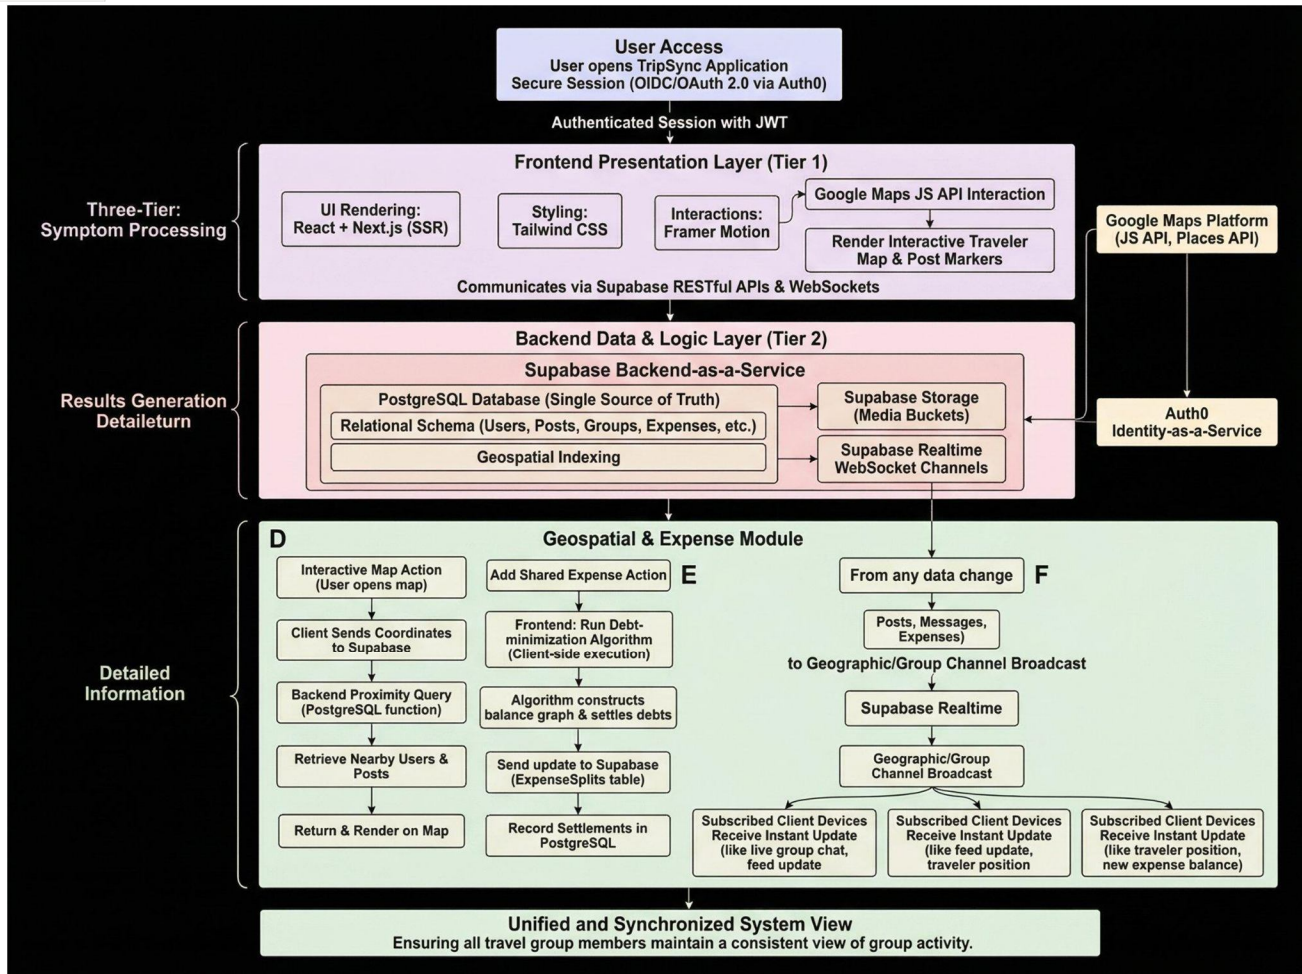 User Access
User opens TripSync Application
Secure Session (OIDC/OAuth 2.0 via Auth0)
Authenticated Session with JWT
Three-Tier:
Symptom Processing
Frontend Presentation Layer (Tier 1)
UI Rendering:
React + Next.js (SSR)
Styling:
Tailwind CSS
Interactions:
Framer Motion
Google Maps JS API Interaction
Render Interactive Traveler
Map & Post Markers
Communicates via Supabase RESTful APIs & WebSockets
Google Maps Platform
(JS API, Places API)
Results Generation
Detaileturn
Backend Data & Logic Layer (Tier 2)
Supabase Backend-as-a-Service
PostgreSQL Database (Single Source of Truth)
Relational Schema (Users, Posts, Groups, Expenses, etc.)
Geospatial Indexing
Supabase Storage
(Media Buckets)
Supabase Realtime
WebSocket Channels
Auth0
Identity-as-a-Service
Detailed
Information
Geospatial & Expense Module
D
Interactive Map Action
(User opens map)
Client Sends Coordinates
to Supabase
Backend Proximity Query
(PostgreSQL function)
Retrieve Nearby Users &
Posts
Return & Render on Map
E
Add Shared Expense Action
Frontend: Run Debt-
minimization Algorithm
(Client-side execution)
Algorithm constructs
balance graph & settles debts
Send update to Supabase
(ExpenseSplits table)
Record Settlements in
PostgreSQL
F
From any data change
Posts, Messages,
Expenses)
to Geographic/Group Channel Broadcast
Supabase Realtime
Geographic/Group
Channel Broadcast
Subscribed Client Devices
Receive Instant Update
(like live group chat,
feed update
Subscribed Client Devices
Receive Instant Update
(like feed update,
traveler position
Subscribed Client Devices
Receive Instant Update
(like traveler position,
new expense balance)
Unified and Synchronized System View
Ensuring all travel group members maintain a consistent view of group activity.